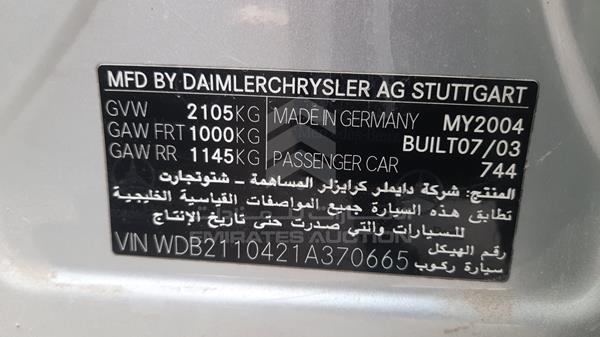 MFD BY DAIMLERCHRYSLER AG STUTTGART
GVW 2105KG MADE IN GERMANY MY2004
GAW FRT 1000KG BUILT07/03
GAW RR 1145KG PASSENGER CAR 744
المنتج: شركة دايملر كرايزلر المساهمة - شتوتجارت
تطابق هذه السيارة جميع المواصفات القياسية الخليجية
للسيارات والتي صدرت حتى تاريخ الإنتاج
رقم الهيكل
VIN WDB2110421A370665 سيارة ركوب
EMIRATES AUCTION